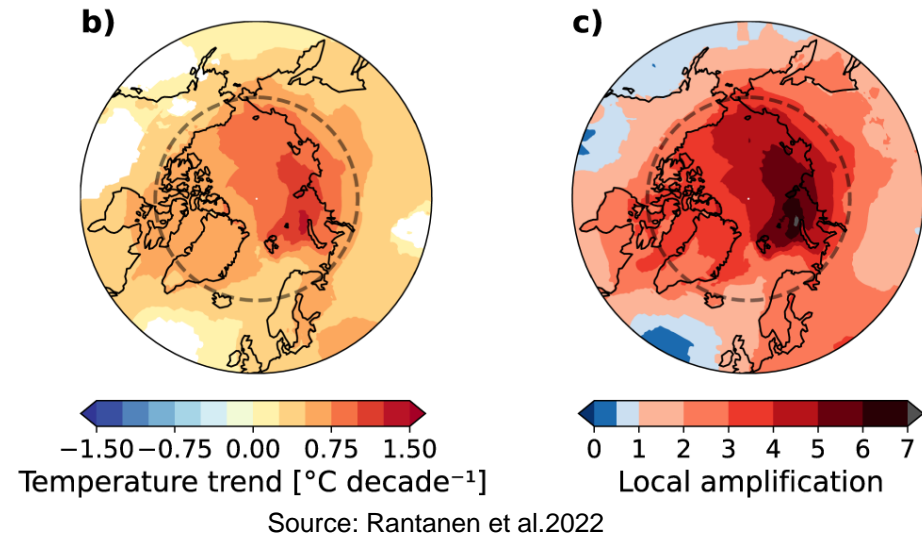 b)
c)
−1.50 −0.75 0.00 0.75 1.50
0 1 2 3 4 5 6 7
Temperature trend [°C decade⁻¹]
Local amplification
Source: Rantanen et al.2022